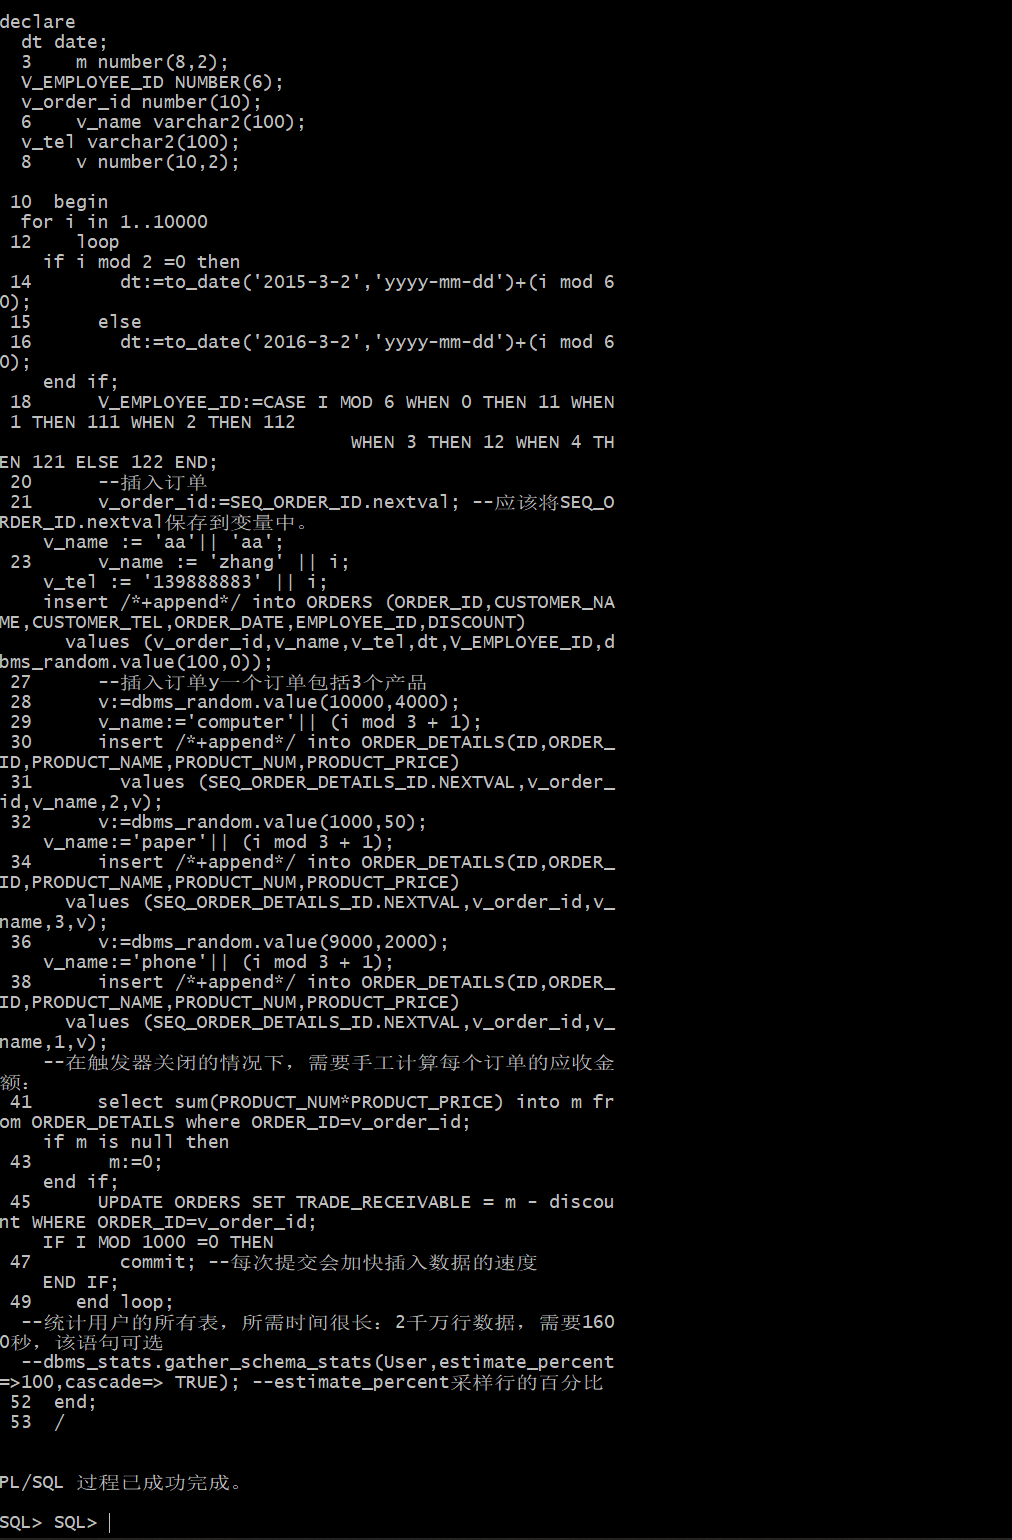 declare
  dt date;
  3    m number(8,2);
  V_EMPLOYEE_ID NUMBER(6);
  v_order_id number(10);
  6    v_name varchar2(100);
  v_tel varchar2(100);
  8    v number(10,2);
 10  begin
  for i in 1..10000
 12    loop
    if i mod 2 =0 then
 14        dt:=to_date('2015-3-2','yyyy-mm-dd')+(i mod 6
0);
 15      else
 16        dt:=to_date('2016-3-2','yyyy-mm-dd')+(i mod 6
0);
    end if;
 18      V_EMPLOYEE_ID:=CASE I MOD 6 WHEN 0 THEN 11 WHEN
 1 THEN 111 WHEN 2 THEN 112
                                WHEN 3 THEN 12 WHEN 4 TH
EN 121 ELSE 122 END;
 20      --插入订单
 21      v_order_id:=SEQ_ORDER_ID.nextval; --应该将SEQ_O
RDER_ID.nextval保存到变量中。
    v_name := 'aa'|| 'aa';
 23      v_name := 'zhang' || i;
    v_tel := '139888883' || i;
    insert /*+append*/ into ORDERS (ORDER_ID,CUSTOMER_NA
ME,CUSTOMER_TEL,ORDER_DATE,EMPLOYEE_ID,DISCOUNT)
      values (v_order_id,v_name,v_tel,dt,V_EMPLOYEE_ID,d
bms_random.value(100,0));
 27      --插入订单y一个订单包括3个产品
 28      v:=dbms_random.value(10000,4000);
 29      v_name:='computer'|| (i mod 3 + 1);
 30      insert /*+append*/ into ORDER_DETAILS(ID,ORDER_
ID,PRODUCT_NAME,PRODUCT_NUM,PRODUCT_PRICE)
 31        values (SEQ_ORDER_DETAILS_ID.NEXTVAL,v_order_
id,v_name,2,v);
 32      v:=dbms_random.value(1000,50);
    v_name:='paper'|| (i mod 3 + 1);
 34      insert /*+append*/ into ORDER_DETAILS(ID,ORDER_
ID,PRODUCT_NAME,PRODUCT_NUM,PRODUCT_PRICE)
      values (SEQ_ORDER_DETAILS_ID.NEXTVAL,v_order_id,v_
name,3,v);
 36      v:=dbms_random.value(9000,2000);
    v_name:='phone'|| (i mod 3 + 1);
 38      insert /*+append*/ into ORDER_DETAILS(ID,ORDER_
ID,PRODUCT_NAME,PRODUCT_NUM,PRODUCT_PRICE)
      values (SEQ_ORDER_DETAILS_ID.NEXTVAL,v_order_id,v_
name,1,v);
    --在触发器关闭的情况下，需要手工计算每个订单的应收金
额：
 41      select sum(PRODUCT_NUM*PRODUCT_PRICE) into m fr
om ORDER_DETAILS where ORDER_ID=v_order_id;
    if m is null then
 43       m:=0;
    end if;
 45      UPDATE ORDERS SET TRADE_RECEIVABLE = m - discou
nt WHERE ORDER_ID=v_order_id;
    IF I MOD 1000 =0 THEN
 47        commit; --每次提交会加快插入数据的速度
    END IF;
 49    end loop;
  --统计用户的所有表，所需时间很长：2千万行数据，需要160
0秒，该语句可选
  --dbms_stats.gather_schema_stats(User,estimate_percent
=>100,cascade=> TRUE); --estimate_percent采样行的百分比
 52  end;
 53  /
PL/SQL 过程已成功完成。
SQL> SQL>